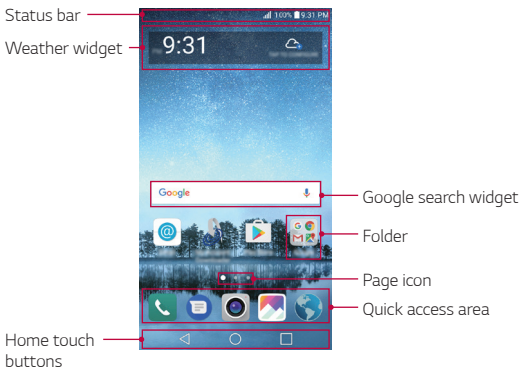 Status bar
100% 9:31 PM
Weather widget
9:31
PM
Google
Google search widget
Folder
Page icon
Quick access area
Home touch
buttons